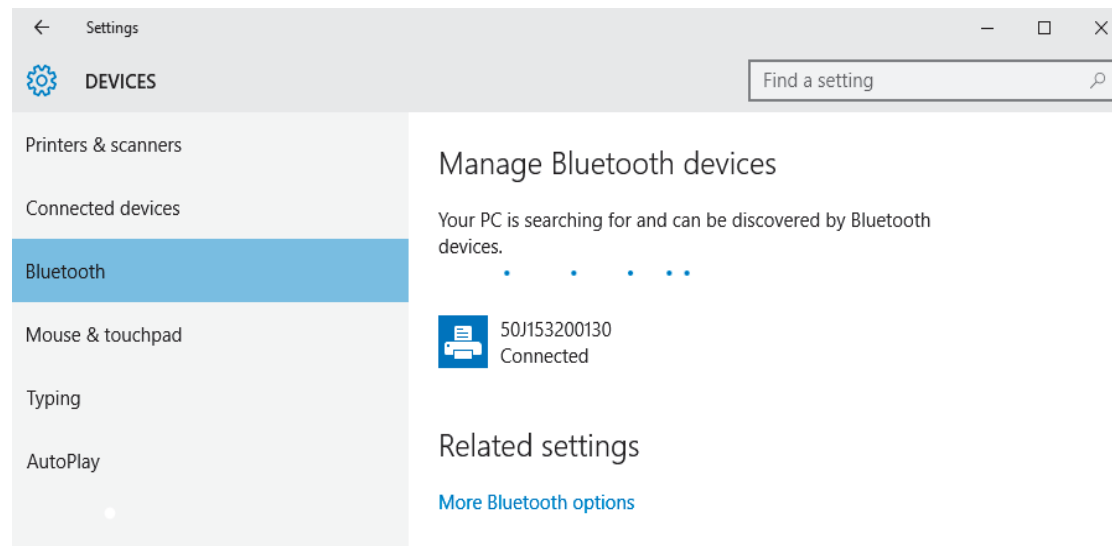 Settings
DEVICES
Find a setting
Printers & scanners
Connected devices
Bluetooth
Mouse & touchpad
Typing
AutoPlay
Manage Bluetooth devices
Your PC is searching for and can be discovered by Bluetooth
devices.
50J153200130
Connected
Related settings
More Bluetooth options